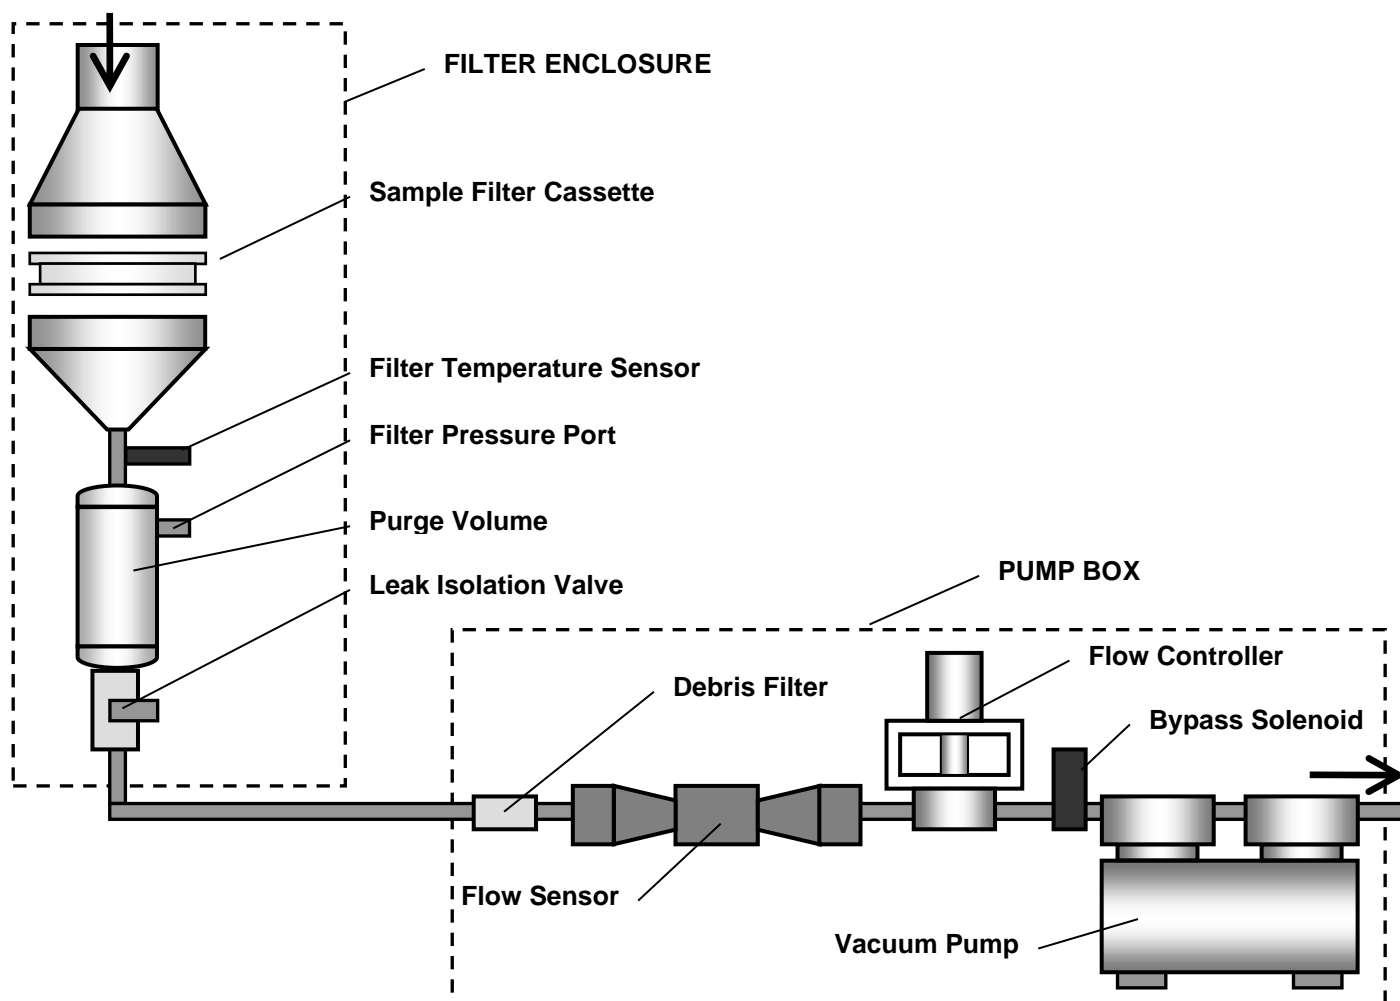 FILTER ENCLOSURE
Sample Filter Cassette
Filter Temperature Sensor
Filter Pressure Port
Purge Volume
Leak Isolation Valve
PUMP BOX
Flow Controller
Debris Filter
Bypass Solenoid
Flow Sensor
Vacuum Pump